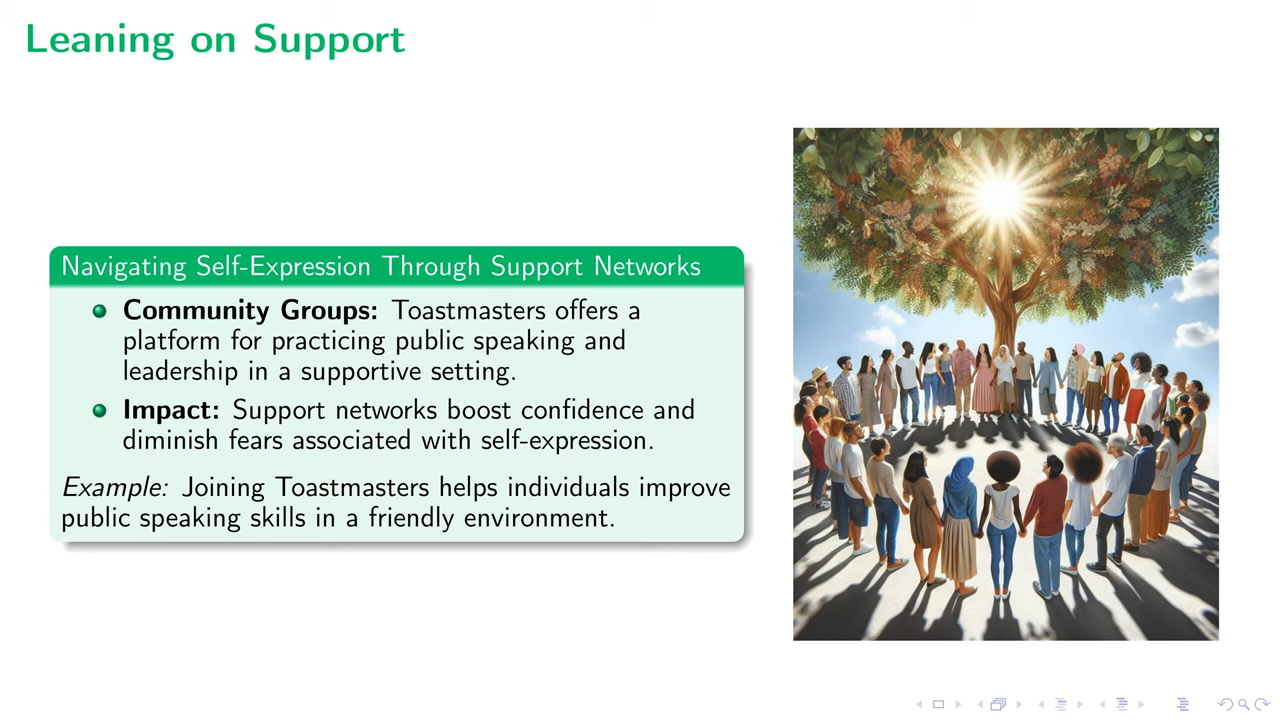 Leaning on Support
Navigating Self-Expression Through Support Networks
Community Groups: Toastmasters offers a
platform for practicing public speaking and
leadership in a supportive setting.
Impact: Support networks boost confidence and
diminish fears associated with self-expression.
Example: Joining Toastmasters helps individuals improve
public speaking skills in a friendly environment.